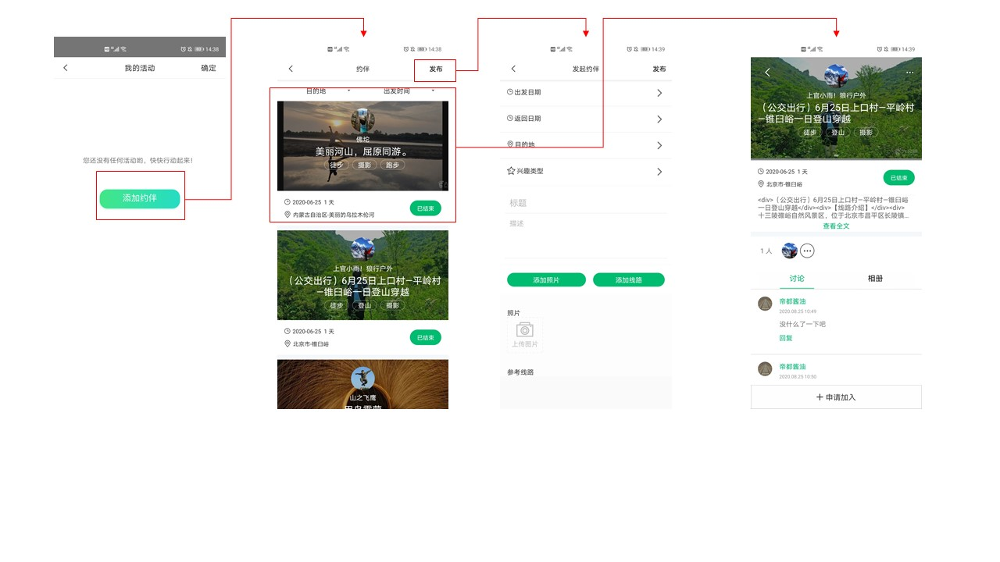 14:38
我的活动
确定
您还没有任何活动哟，快快行动起来！
添加约伴
14:38
约伴
发布
目的地
出发时间
佛坨
美丽河山，屈原同游。
徒步
摄影
跑步
2020-06-25 1 天
内蒙古自治区-美丽的乌拉木伦河
已结束
上官小雨！狼行户外
（公交出行）6月25日上口村—平岭村
—锥臼峪一日登山穿越
徒步
登山
摄影
2020-06-25 1 天
北京市-锥臼峪
已结束
山之飞鹰
14:39
发起约伴
发布
出发日期
返回日期
目的地
兴趣类型
标题
描述
添加照片
添加线路
照片
上传图片
参考线路
14:39
上官小雨！狼行户外
（公交出行）6月25日上口村—平岭村
—锥臼峪一日登山穿越
徒步
登山
摄影
2020-06-25 1 天
北京市-锥臼峪
已结束
<div>（公交出行）6月25日上口村—平岭村—锥臼峪
一日登山穿越</div><div>【线路介绍】</div><div>
十三陵碓峪自然风景区，位于北京市昌平区长陵镇...
查看全文
1 人
讨论
相册
帝都酱油
2020.08.25 10:49
没什么了一下吧
回复
帝都酱油
2020.08.25 10:50
＋ 申请加入